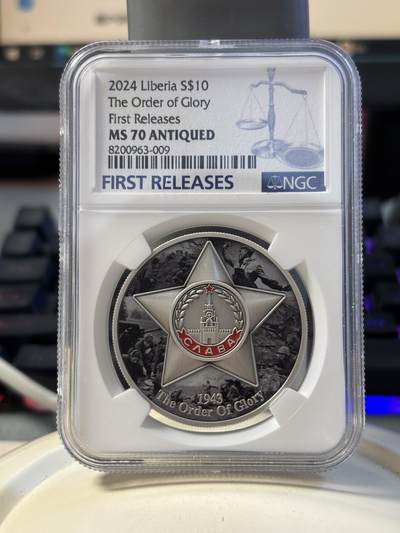 2024 Liberia S$10
The Order of Glory
First Releases
MS 70 ANTIQUED
8200963-009
FIRST RELEASES NGC
СЛАВА
1943
The Order Of Glory